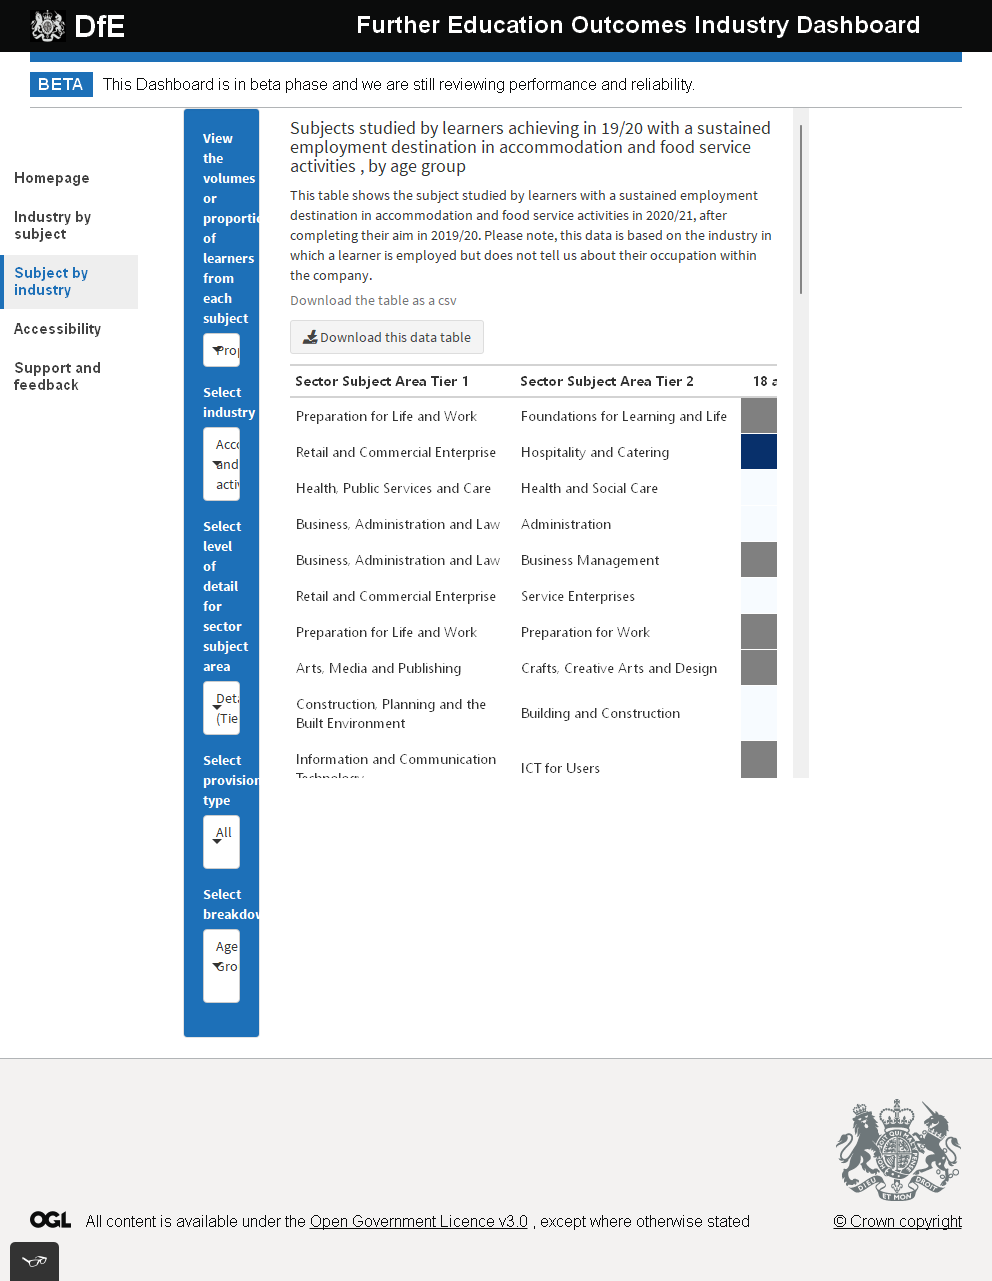 DfE
Further Education Outcomes Industry Dashboard
BETA This Dashboard is in beta phase and we are still reviewing performance and reliability.
Homepage
Industry by
subject
Subject by
industry
Accessibility
Support and
feedback
View
the
volumes
or
proportic
of
learners
from
each
subject
Prop
Select
industry
Acco
and
activ
Select
level
of
detail
for
sector
subject
area
Deta
(Tie
Select
provision
type
All
Select
breakdow
Age
Gro
Subjects studied by learners achieving in 19/20 with a sustained
employment destination in accommodation and food service
activities , by age group
This table shows the subject studied by learners with a sustained employment
destination in accommodation and food service activities in 2020/21, after
completing their aim in 2019/20. Please note, this data is based on the industry in
which a learner is employed but does not tell us about their occupation within
the company.
Download the table as a csv
Download this data table
Sector Subject Area Tier 1 Sector Subject Area Tier 2 18 a
Preparation for Life and Work Foundations for Learning and Life
Retail and Commercial Enterprise Hospitality and Catering
Health, Public Services and Care Health and Social Care
Business, Administration and Law Administration
Business, Administration and Law Business Management
Retail and Commercial Enterprise Service Enterprises
Preparation for Life and Work Preparation for Work
Arts, Media and Publishing Crafts, Creative Arts and Design
Construction, Planning and the
Built Environment Building and Construction
Information and Communication
Technology ICT for Users
OGL All content is available under the Open Government Licence v3.0 , except where otherwise stated
© Crown copyright